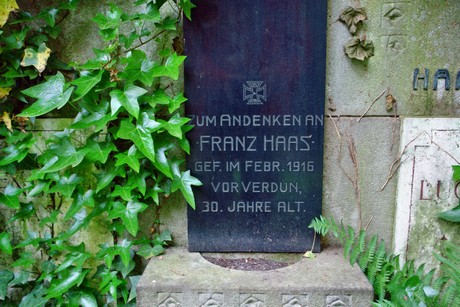 ZUM ANDENKEN AN
FRANZ HAAS
GEF. IM FEBR. 1916
VOR VERDUN,
30. JAHRE ALT.